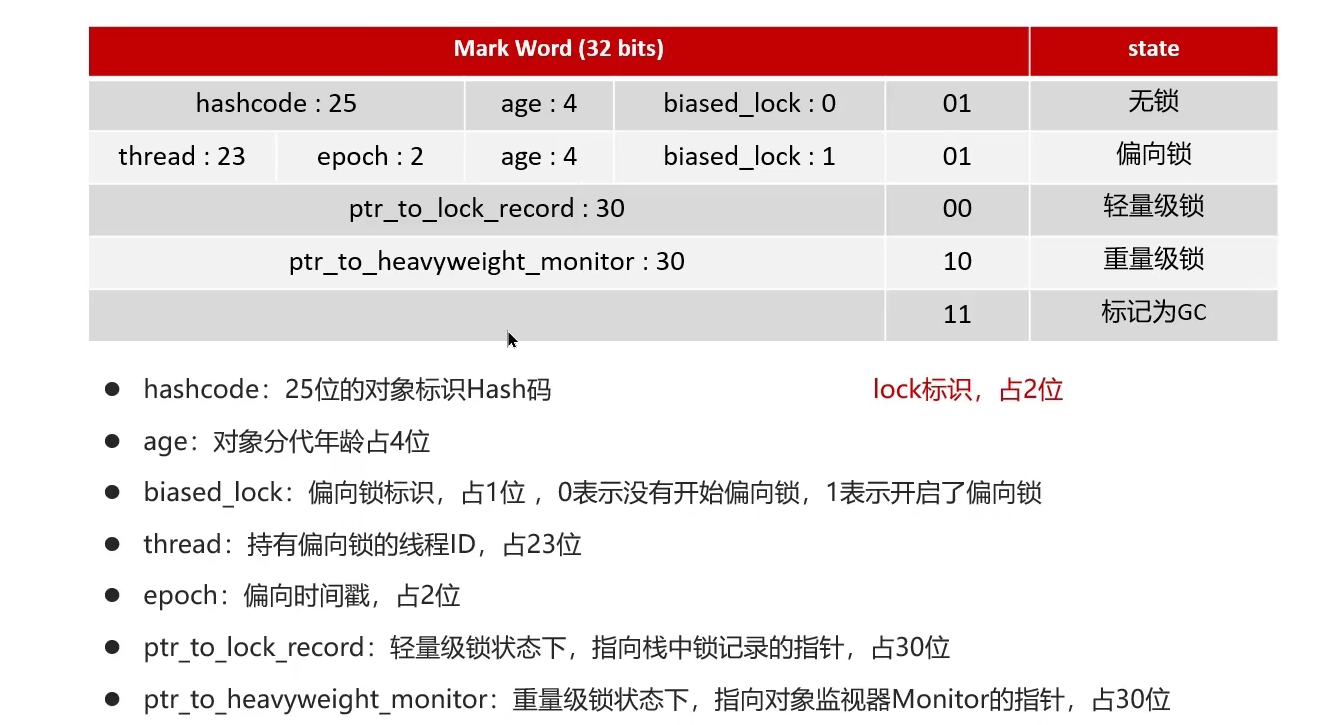 Mark Word (32 bits) state
hashcode : 25 age : 4 biased_lock : 0 01 无锁
thread : 23 epoch : 2 age : 4 biased_lock : 1 01 偏向锁
ptr_to_lock_record : 30 00 轻量级锁
ptr_to_heavyweight_monitor : 30 10 重量级锁
11 标记为GC
● hashcode：25位的对象标识Hash码 lock标识，占2位
● age：对象分代年龄占4位
● biased_lock：偏向锁标识，占1位 ，0表示没有开始偏向锁，1表示开启了偏向锁
● thread：持有偏向锁的线程ID，占23位
● epoch：偏向时间戳，占2位
● ptr_to_lock_record：轻量级锁状态下，指向栈中锁记录的指针，占30位
● ptr_to_heavyweight_monitor：重量级锁状态下，指向对象监视器Monitor的指针，占30位